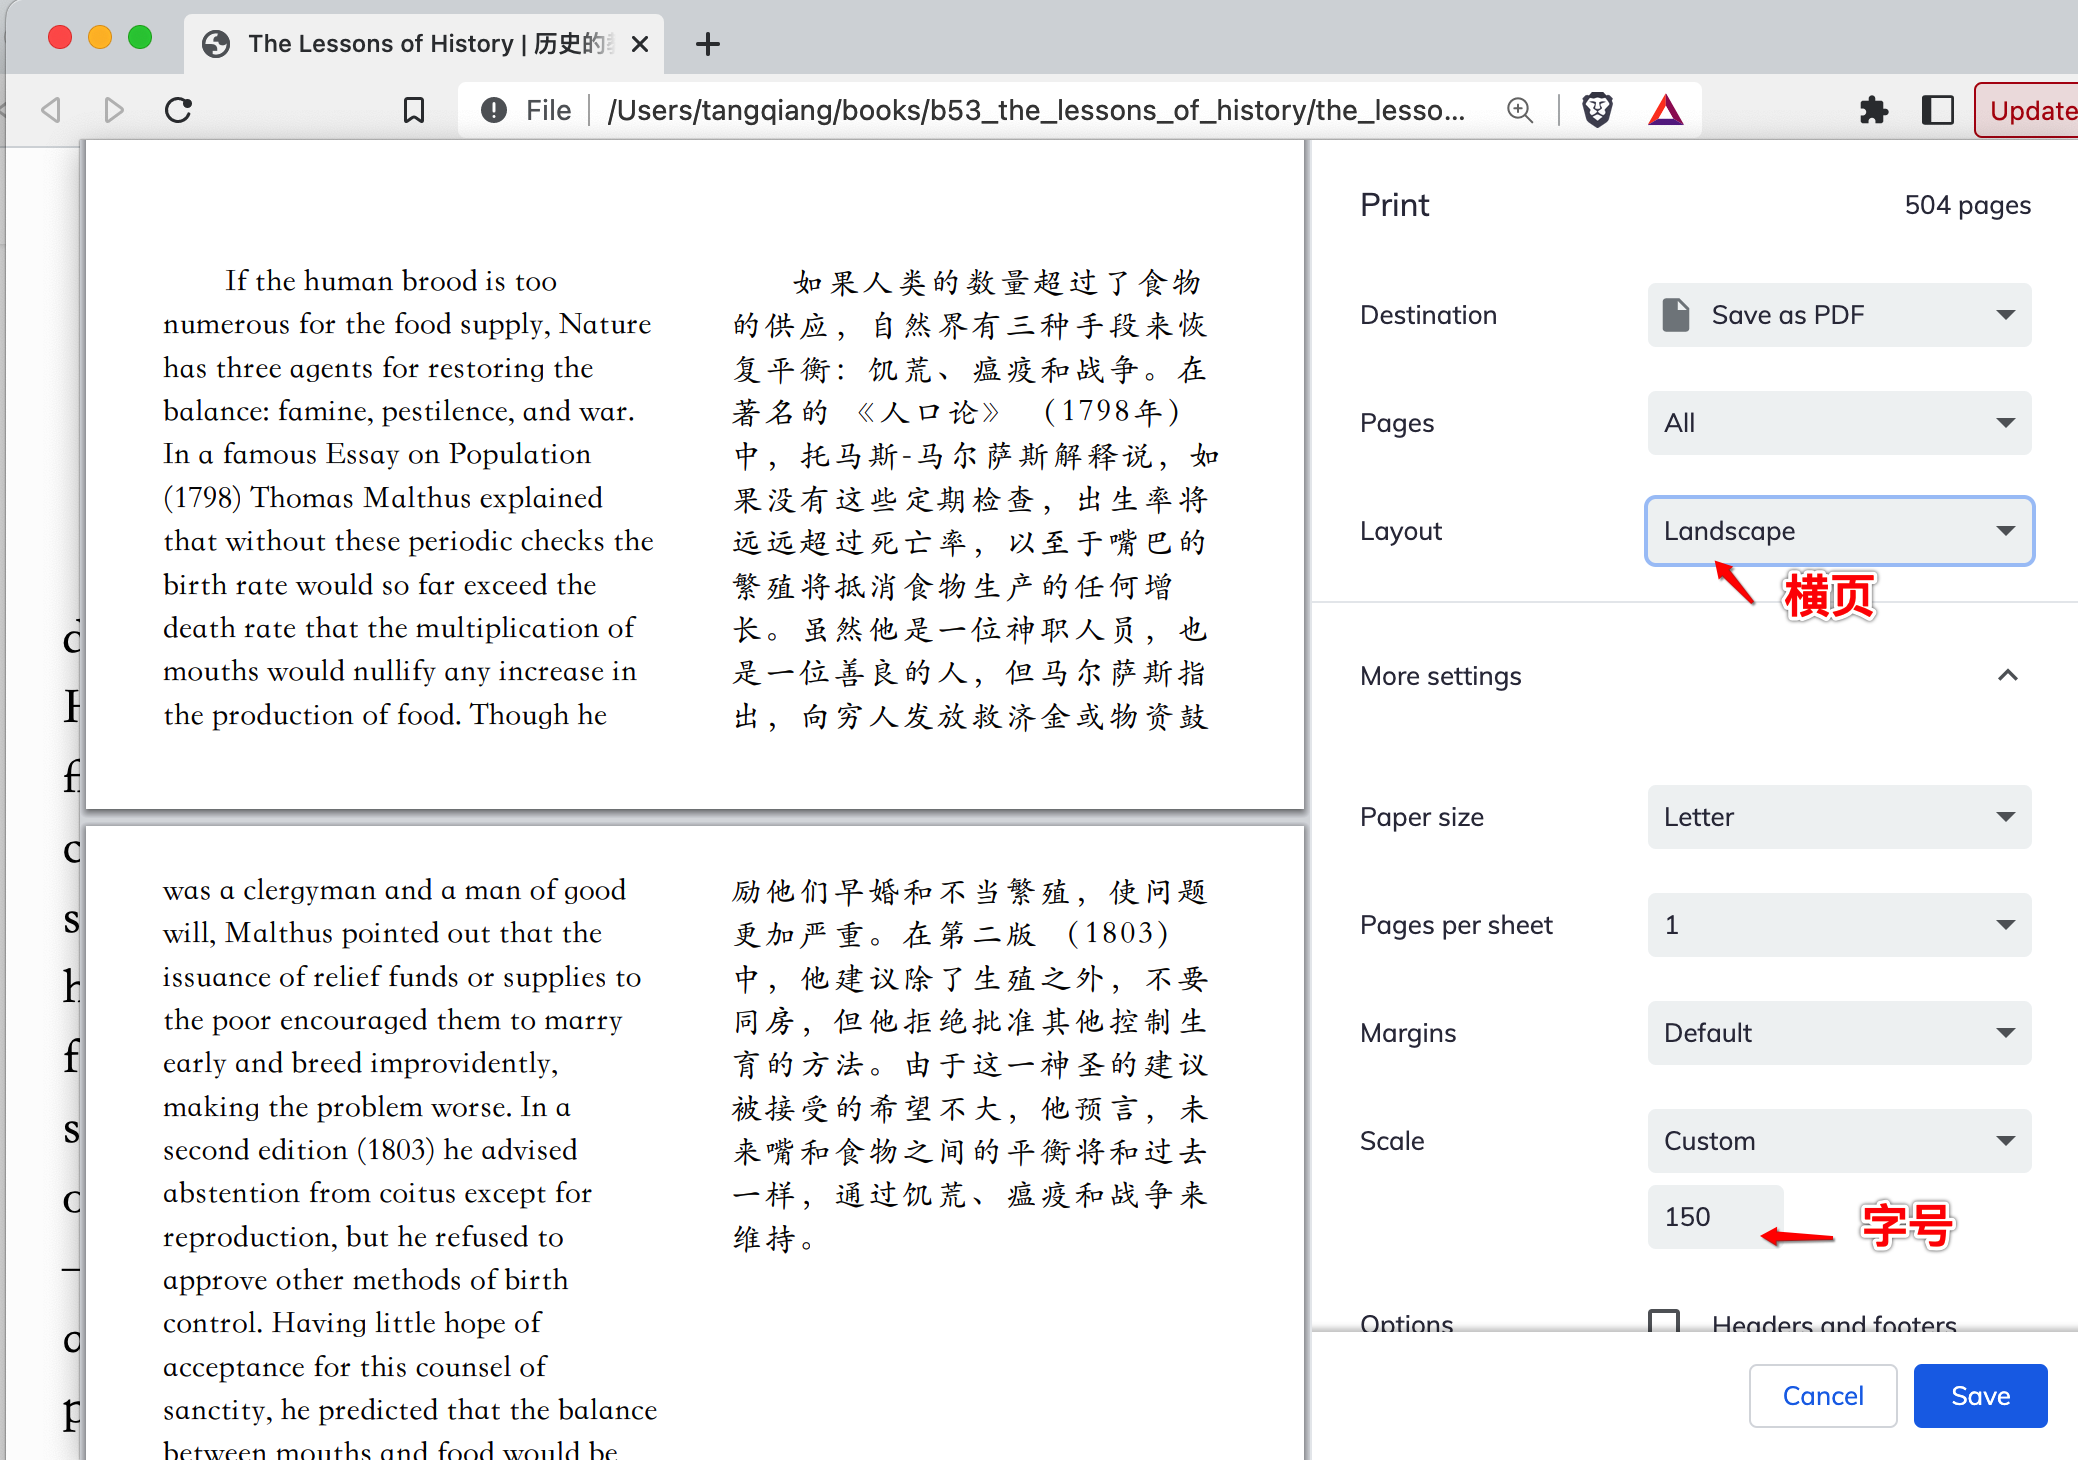 The Lessons of History | 历史的
File
/Users/tangqiang/books/b53_the_lessons_of_history/the_lesso...
Update
If the human brood is too
numerous for the food supply, Nature
has three agents for restoring the
balance: famine, pestilence, and war.
In a famous Essay on Population
(1798) Thomas Malthus explained
that without these periodic checks the
birth rate would so far exceed the
death rate that the multiplication of
mouths would nullify any increase in
the production of food. Though he
如果人类的数量超过了食物
的供应，自然界有三种手段来恢
复平衡：饥荒、瘟疫和战争。在
著名的《人口论》（1798年）
中，托马斯-马尔萨斯解释说，如
果没有这些定期检查，出生率将
远远超过死亡率，以至于嘴巴的
繁殖将抵消食物生产的任何增
长。虽然他是一位神职人员，也
是一位善良的人，但马尔萨斯指
出，向穷人发放救济金或物资鼓
was a clergyman and a man of good
will, Malthus pointed out that the
issuance of relief funds or supplies to
the poor encouraged them to marry
early and breed improvidently,
making the problem worse. In a
second edition (1803) he advised
abstention from coitus except for
reproduction, but he refused to
approve other methods of birth
control. Having little hope of
acceptance for this counsel of
sanctity, he predicted that the balance
between mouths and food would be
励他们早婚和不当繁殖，使问题
更加严重。在第二版（1803）
中，他建议除了生殖之外，不要
同房，但他拒绝批准其他控制生
育的方法。由于这一神圣的建议
被接受的希望不大，他预言，未
来嘴和食物之间的平衡将和过去
一样，通过饥荒、瘟疫和战争来
维持。
Print
504 pages
Destination
Save as PDF
Pages
All
Layout
Landscape
横页
More settings
Paper size
Letter
Pages per sheet
1
Margins
Default
Scale
Custom
150
字号
Options
Headers and footers
Cancel
Save